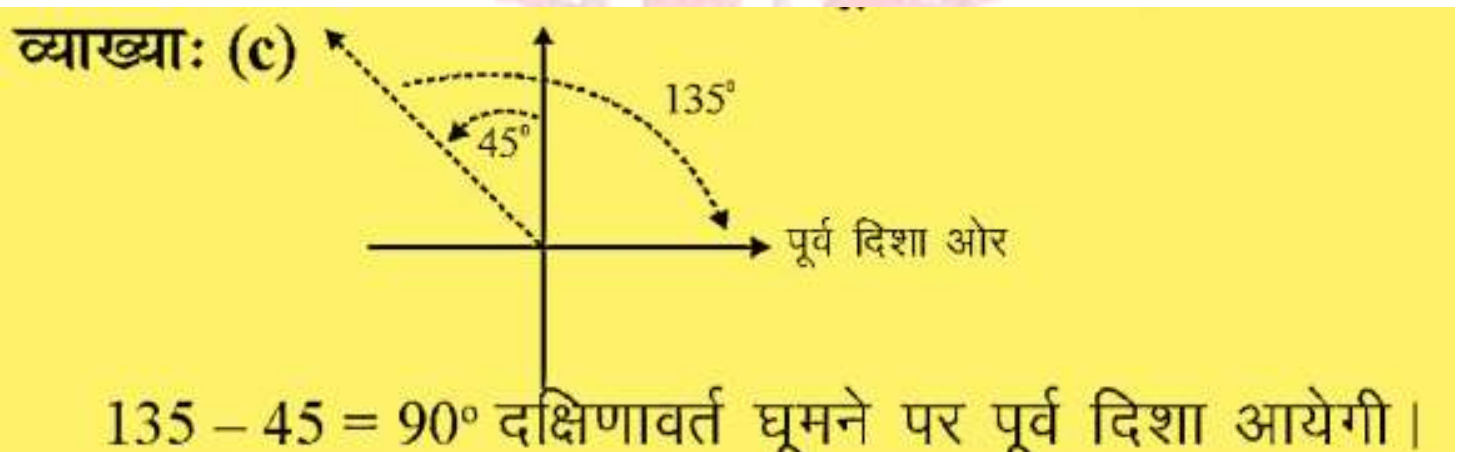 व्याख्याः (c)
135°
45°
पूर्व दिशा ओर
135 – 45 = 90° दक्षिणावर्त घूमने पर पूर्व दिशा आयेगी।